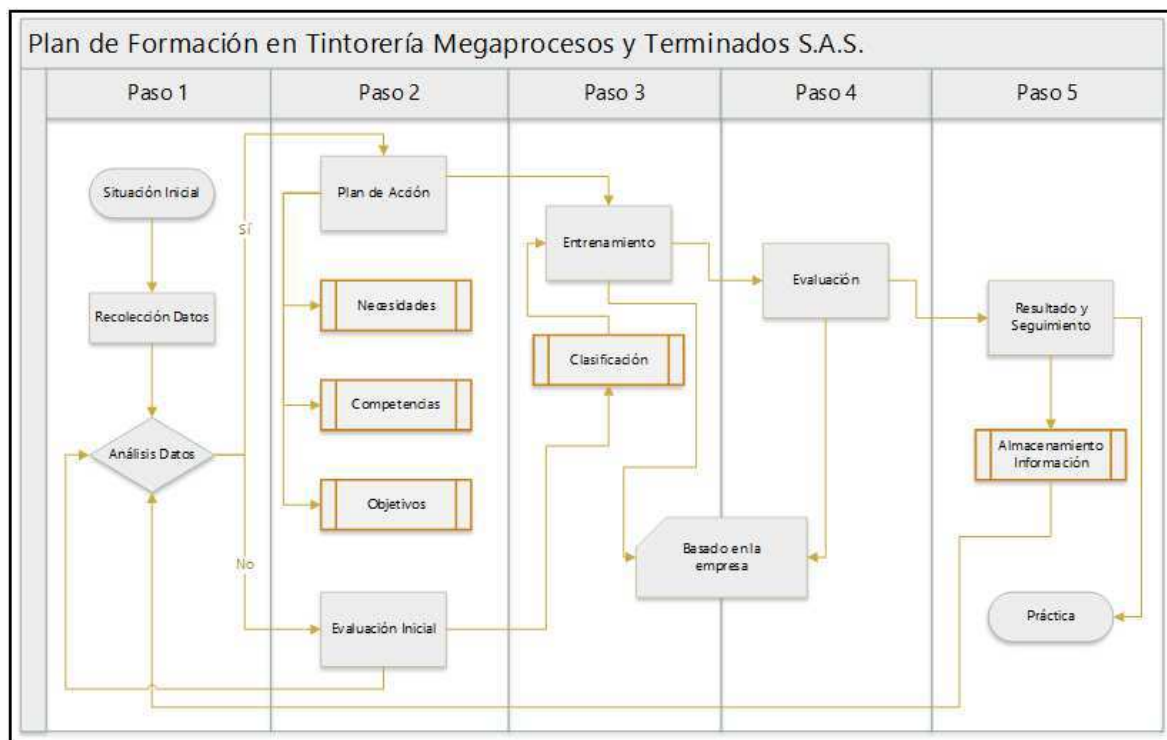 Plan de Formación en Tintorería Megaprocesos y Terminados S.A.S.
Paso 1
Paso 2
Paso 3
Paso 4
Paso 5
Situación Inicial
Recolección Datos
Análisis Datos
Sí
No
Plan de Acción
Necesidades
Competencias
Objetivos
Evaluación Inicial
Entrenamiento
Clasificación
Basado en la
empresa
Evaluación
Resultado y
Seguimiento
Almacenamiento
Información
Práctica